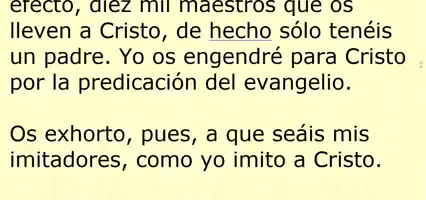 efecto, diez mil maestros que os
lleven a Cristo, de hecho sólo tenéis
un padre. Yo os engendré para Cristo
por la predicación del evangelio.
Os exhorto, pues, a que seáis mis
imitadores, como yo imito a Cristo.